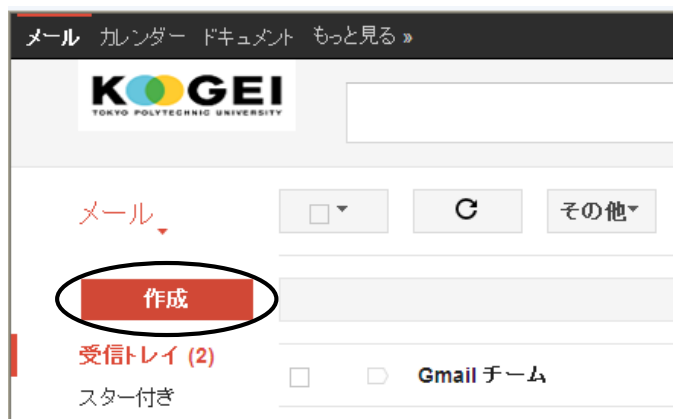 メール カレンダー ドキュメント もっと見る »
KOGEI
TOKYO POLYTECHNIC UNIVERSITY
メール
その他
作成
受信トレイ (2)
Gmail チーム
スター付き